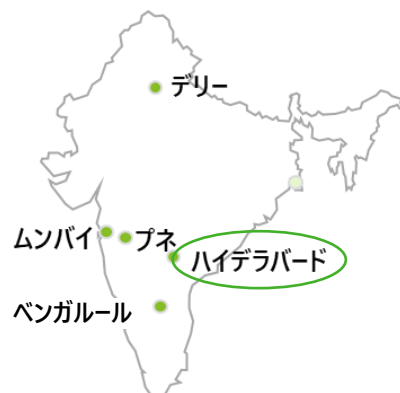 デリー
ムンバイ
プネ
ハイデラバード
ベンガルール